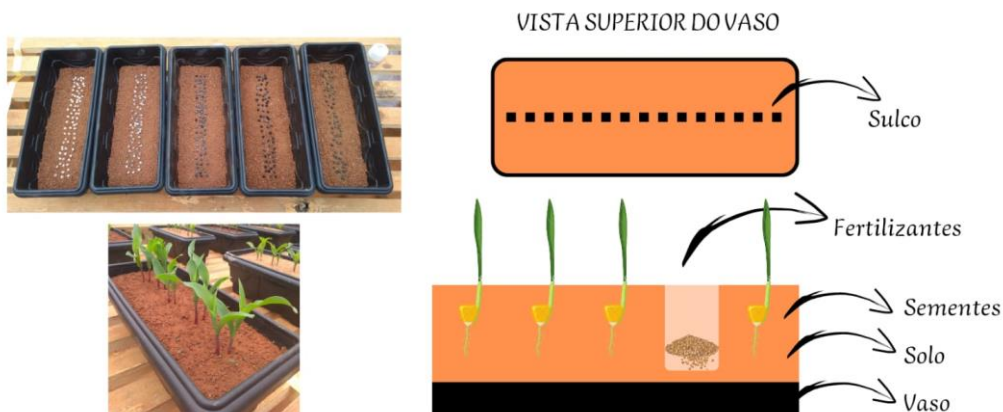 VISTA SUPERIOR DO VASO
Sulco
Fertilizantes
Sementes
Solo
Vaso